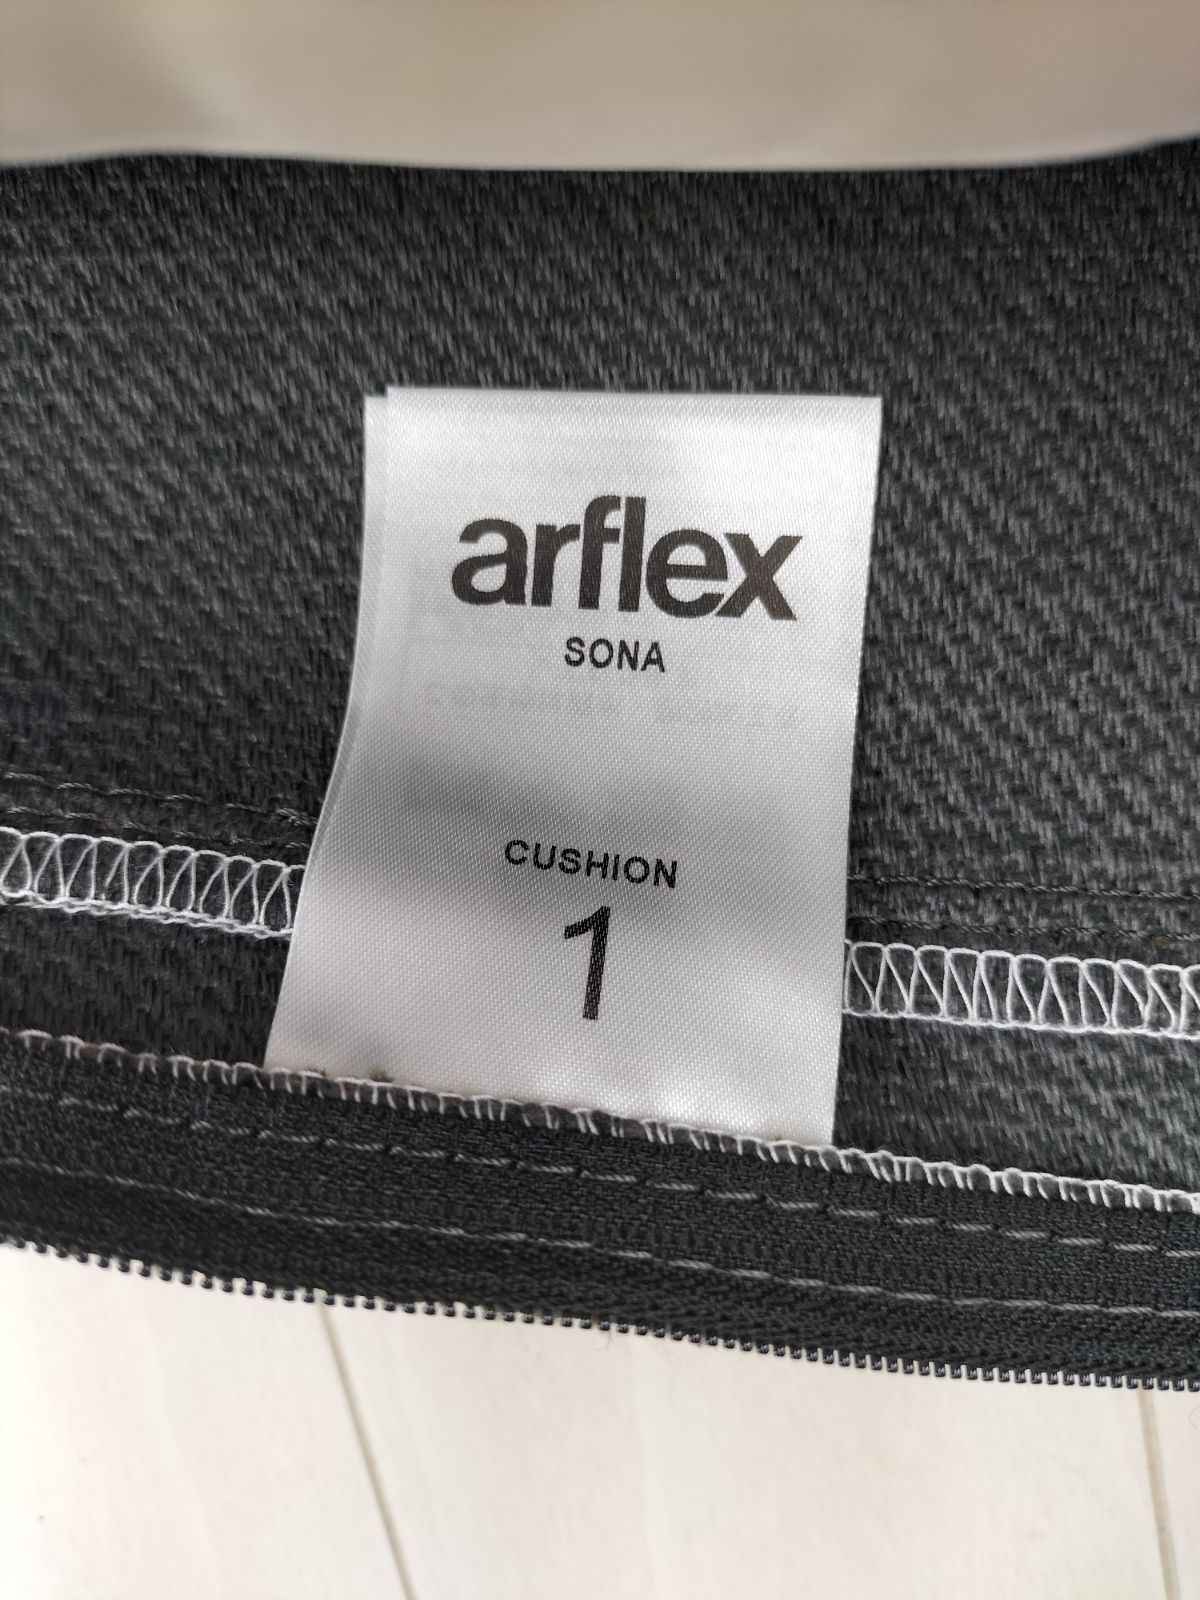 arflex
SONA
CUSHION
1